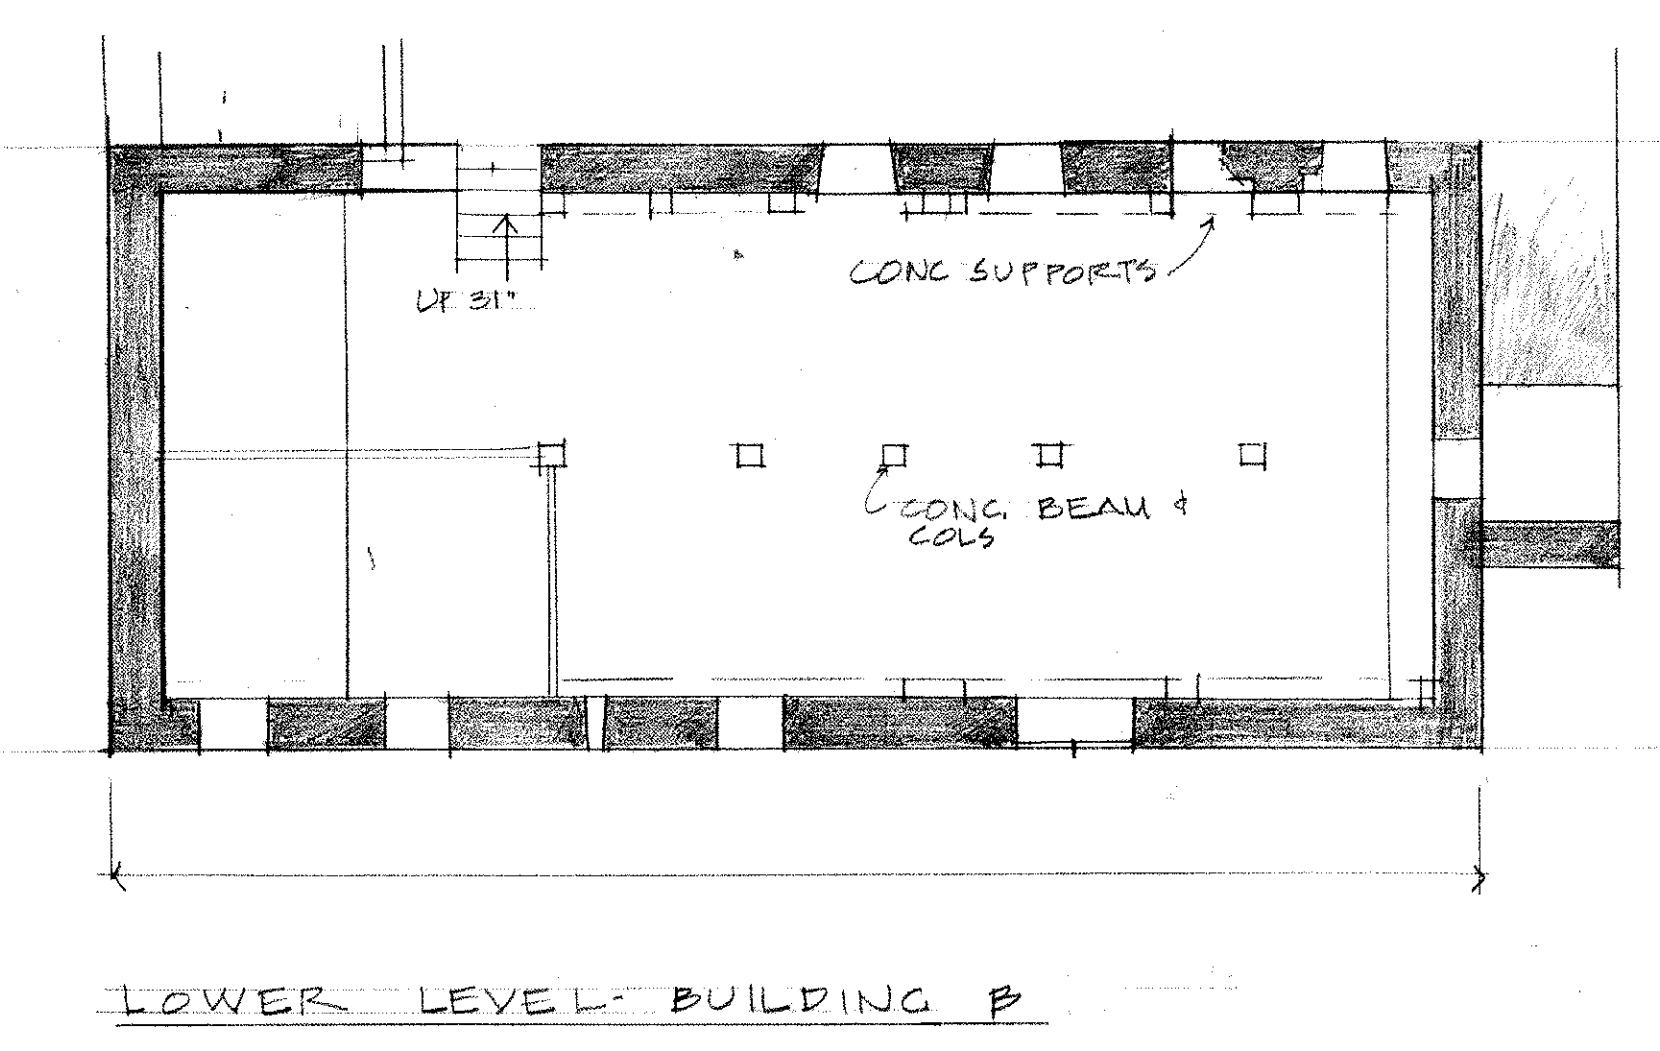 UP 31"
CONC SUPPORTS
CONC. BEAM &
COLS
LOWER LEVEL - BUILDING B